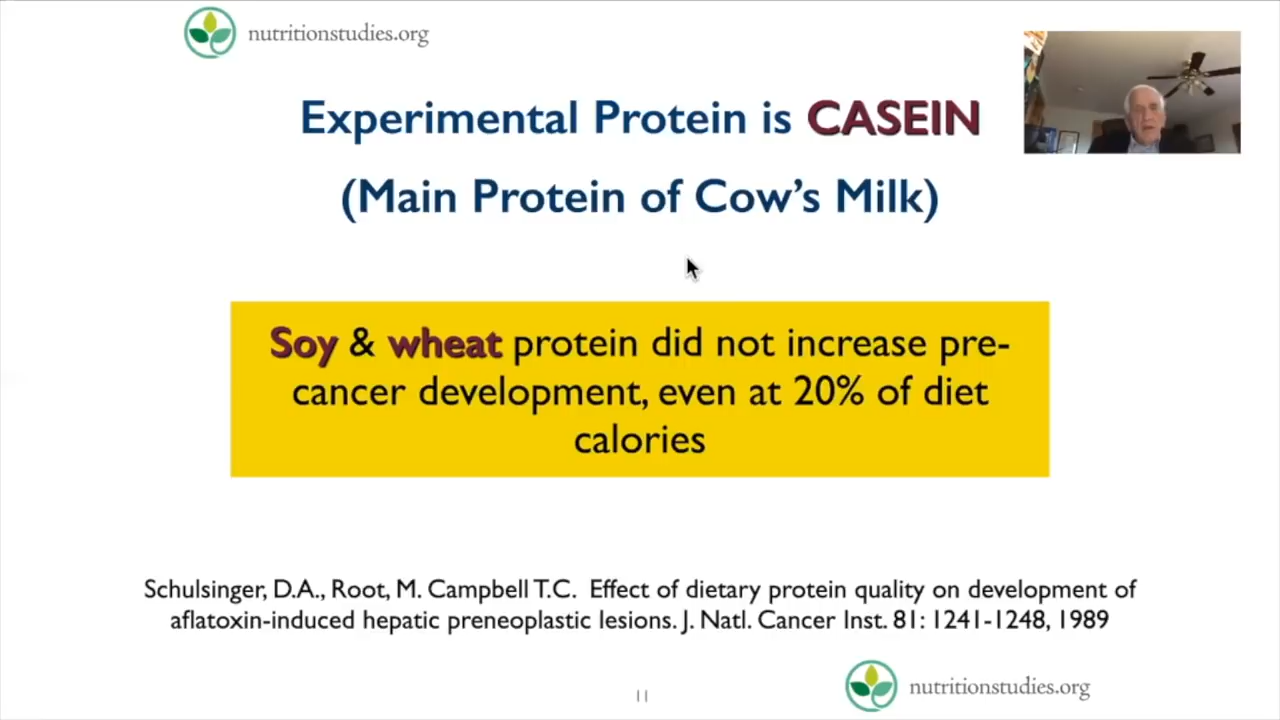 nutritionstudies.org
Experimental Protein is CASEIN
(Main Protein of Cow's Milk)
Soy & wheat protein did not increase pre-
cancer development, even at 20% of diet
calories
Schulsinger, D.A., Root, M. Campbell T.C.  Effect of dietary protein quality on development of
aflatoxin-induced hepatic preneoplastic lesions. J. Natl. Cancer Inst. 81: 1241-1248, 1989
11
nutritionstudies.org